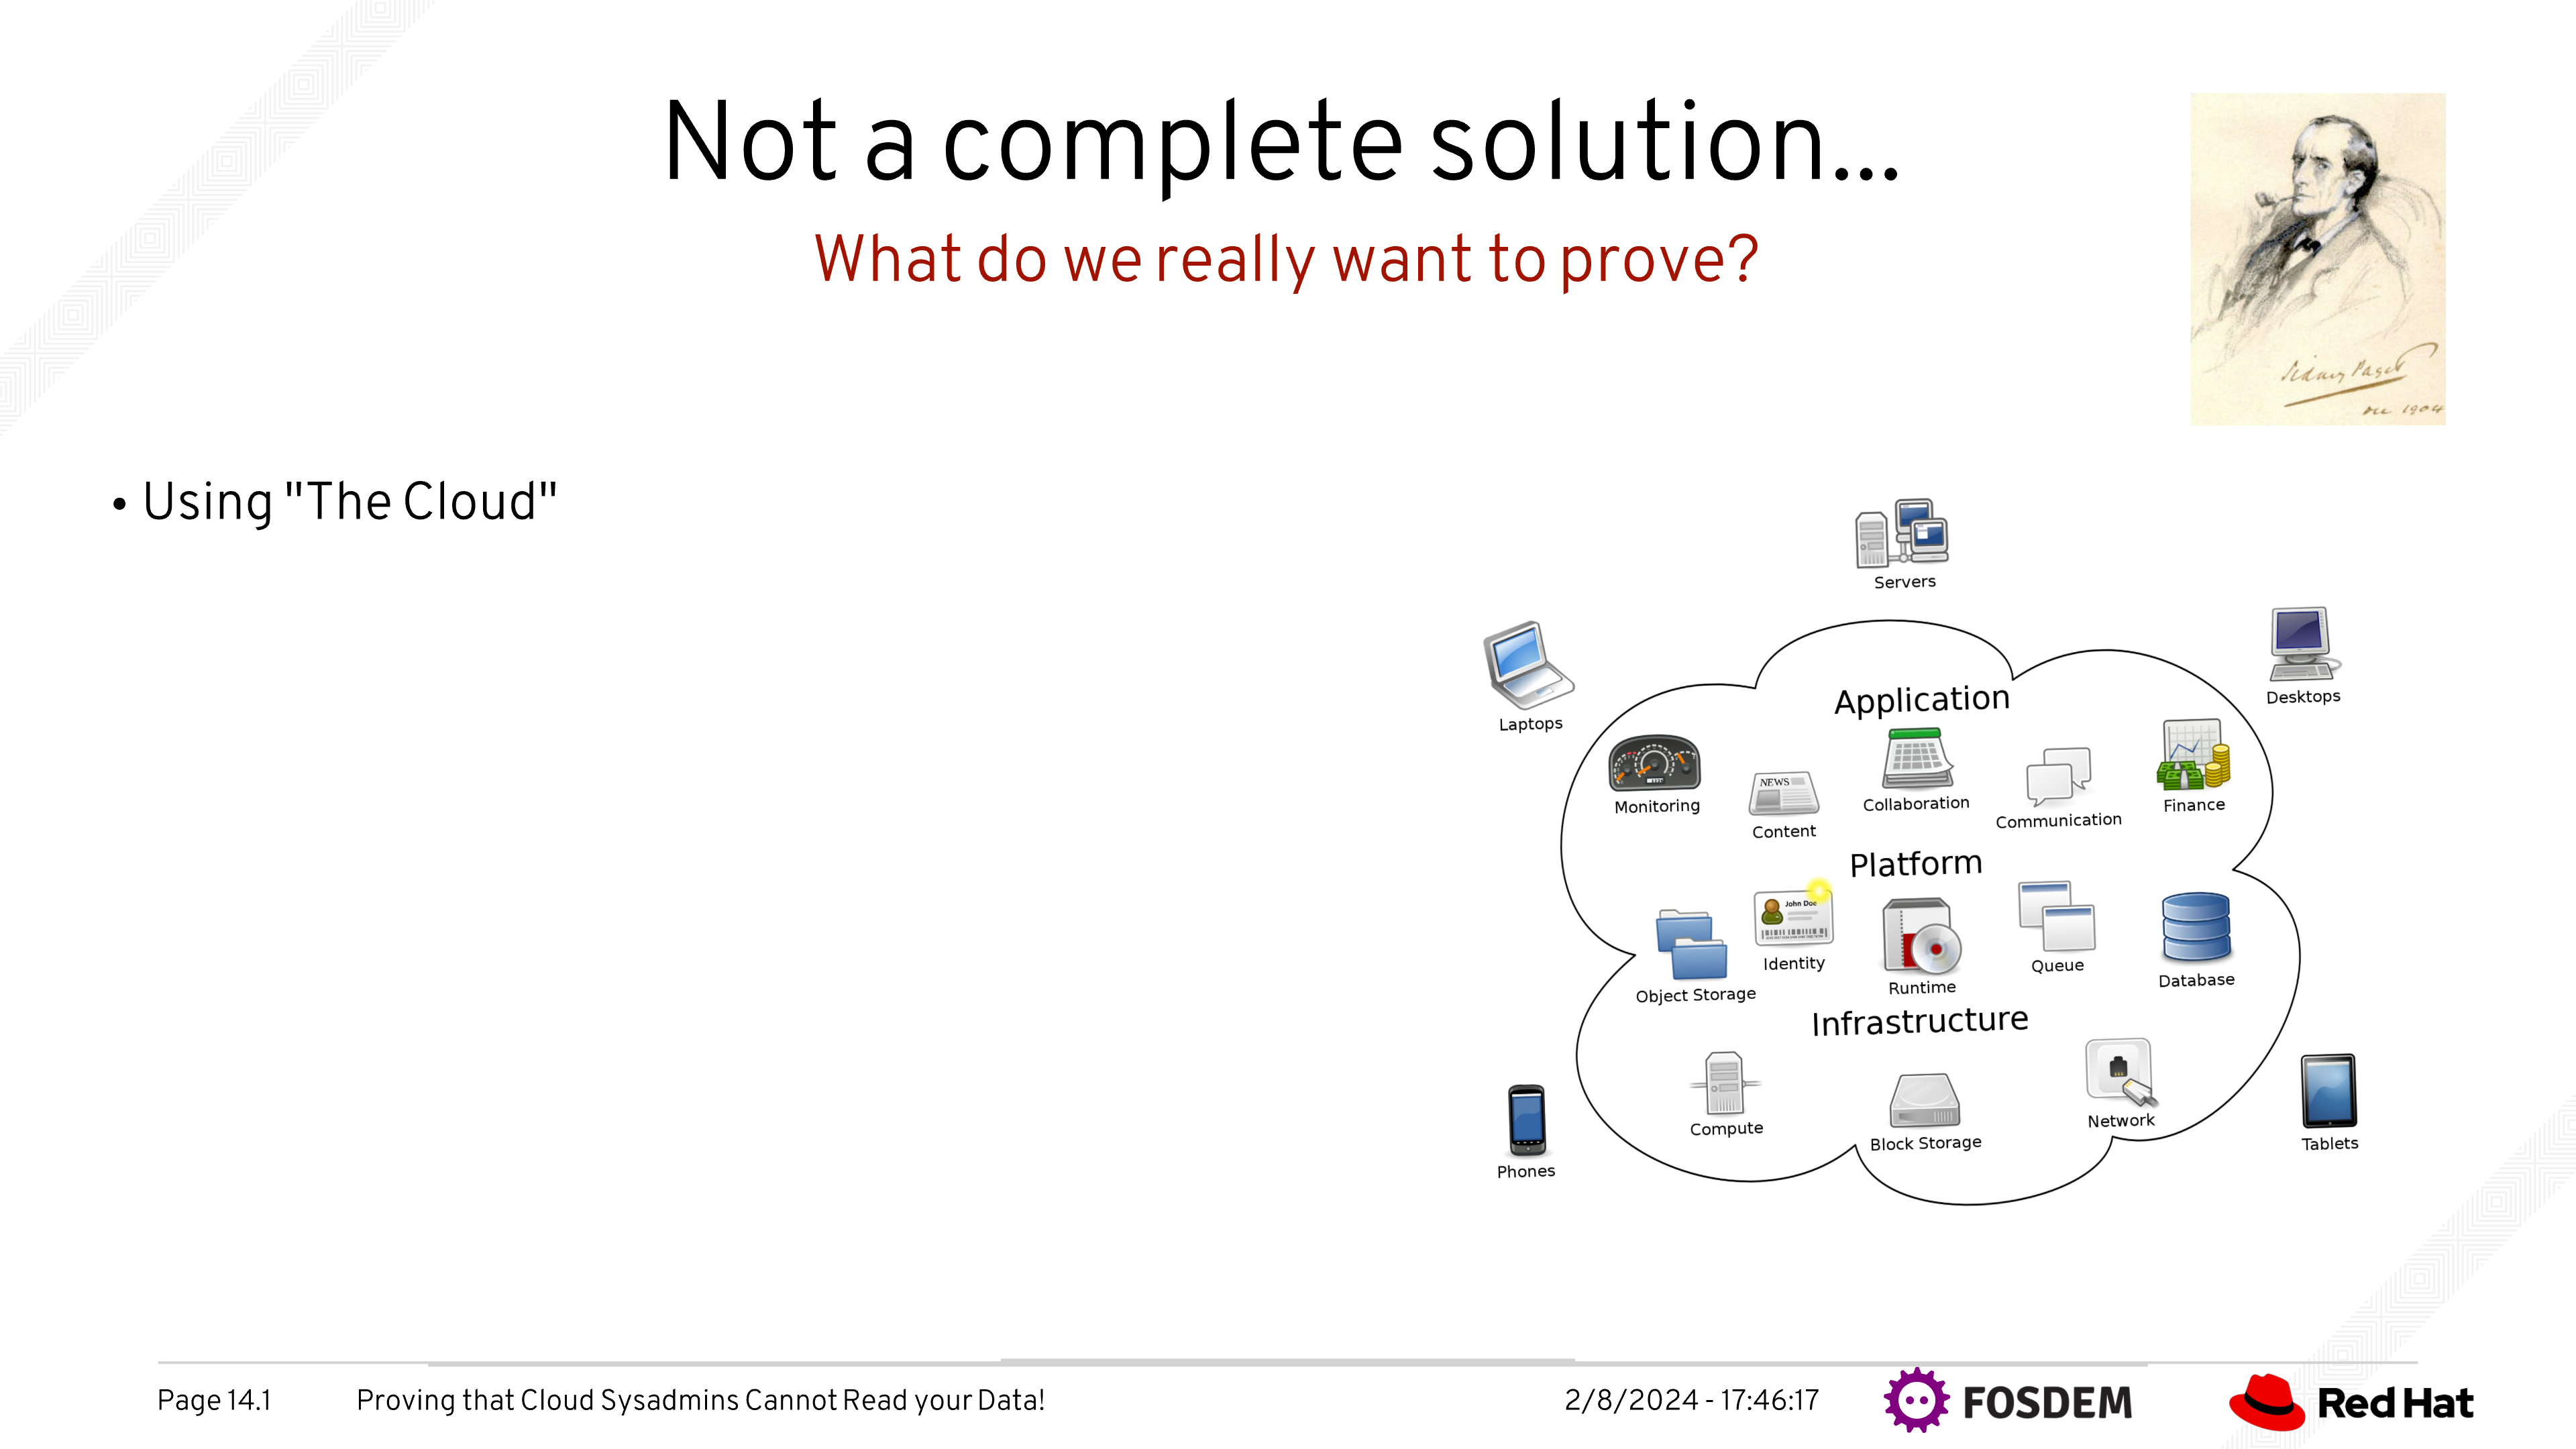 Not a complete solution...
What do we really want to prove?
Sidney Paget
Dec 1904
• Using "The Cloud"
Servers
Laptops
Desktops
Application
Monitoring
NEWS
Content
Collaboration
Communication
Finance
Platform
Object Storage
John Doe
Identity
Runtime
Queue
Database
Infrastructure
Compute
Block Storage
Network
Phones
Tablets
Page 14.1
Proving that Cloud Sysadmins Cannot Read your Data!
2/8/2024 - 17:46:17
FOSDEM
Red Hat